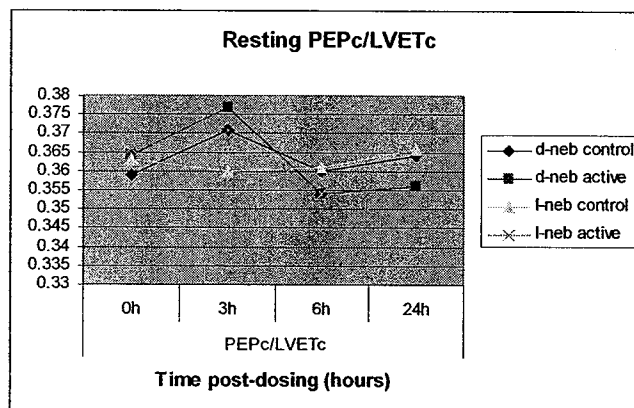 Resting PEPc/LVETc
0.38
0.375
0.37
0.365
0.36
0.355
0.35
0.345
0.34
0.335
0.33
0h 3h 6h 24h
PEPc/LVETc
Time post-dosing (hours)
d-neb control
d-neb active
l-neb control
l-neb active